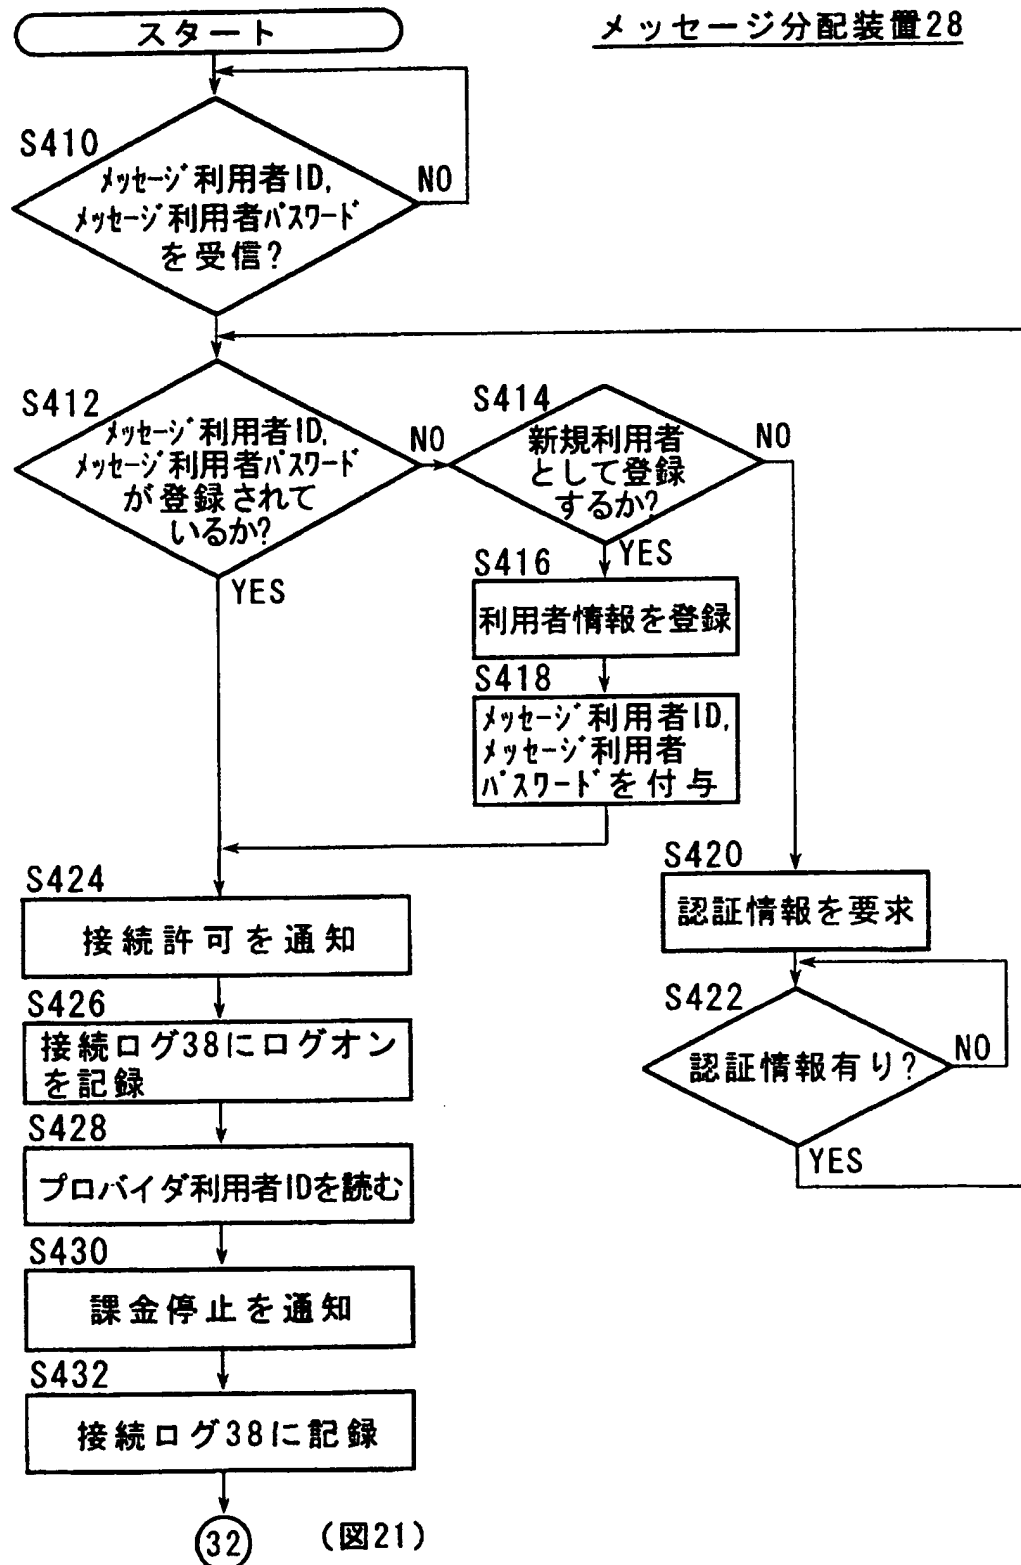 メッセージ分配装置28
スタート
S410
メッセージ利用者ID,
メッセージ利用者パスワード
を受信?
NO
S412
メッセージ利用者ID,
メッセージ利用者パスワード
が登録されて
いるか?
NO
YES
S414
新規利用者
として登録
するか?
NO
YES
S416
利用者情報を登録
S418
メッセージ利用者ID,
メッセージ利用者
パスワードを付与
S420
認証情報を要求
S422
認証情報有り?
NO
YES
S424
接続許可を通知
S426
接続ログ38にログオン
を記録
S428
プロバイダ利用者IDを読む
S430
課金停止を通知
S432
接続ログ38に記録
32
(図21)